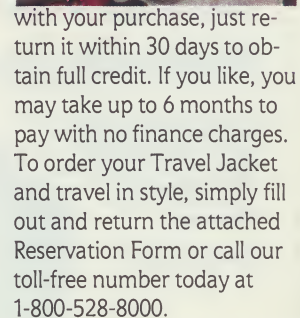 with your purchase, just re-
turn it within 30 days to ob-
tain full credit. If you like, you
may take up to 6 months to
pay with no finance charges.
To order your Travel Jacket
and travel in style, simply fill
out and return the attached
Reservation Form or call our
toll-free number today at
1-800-528-8000.